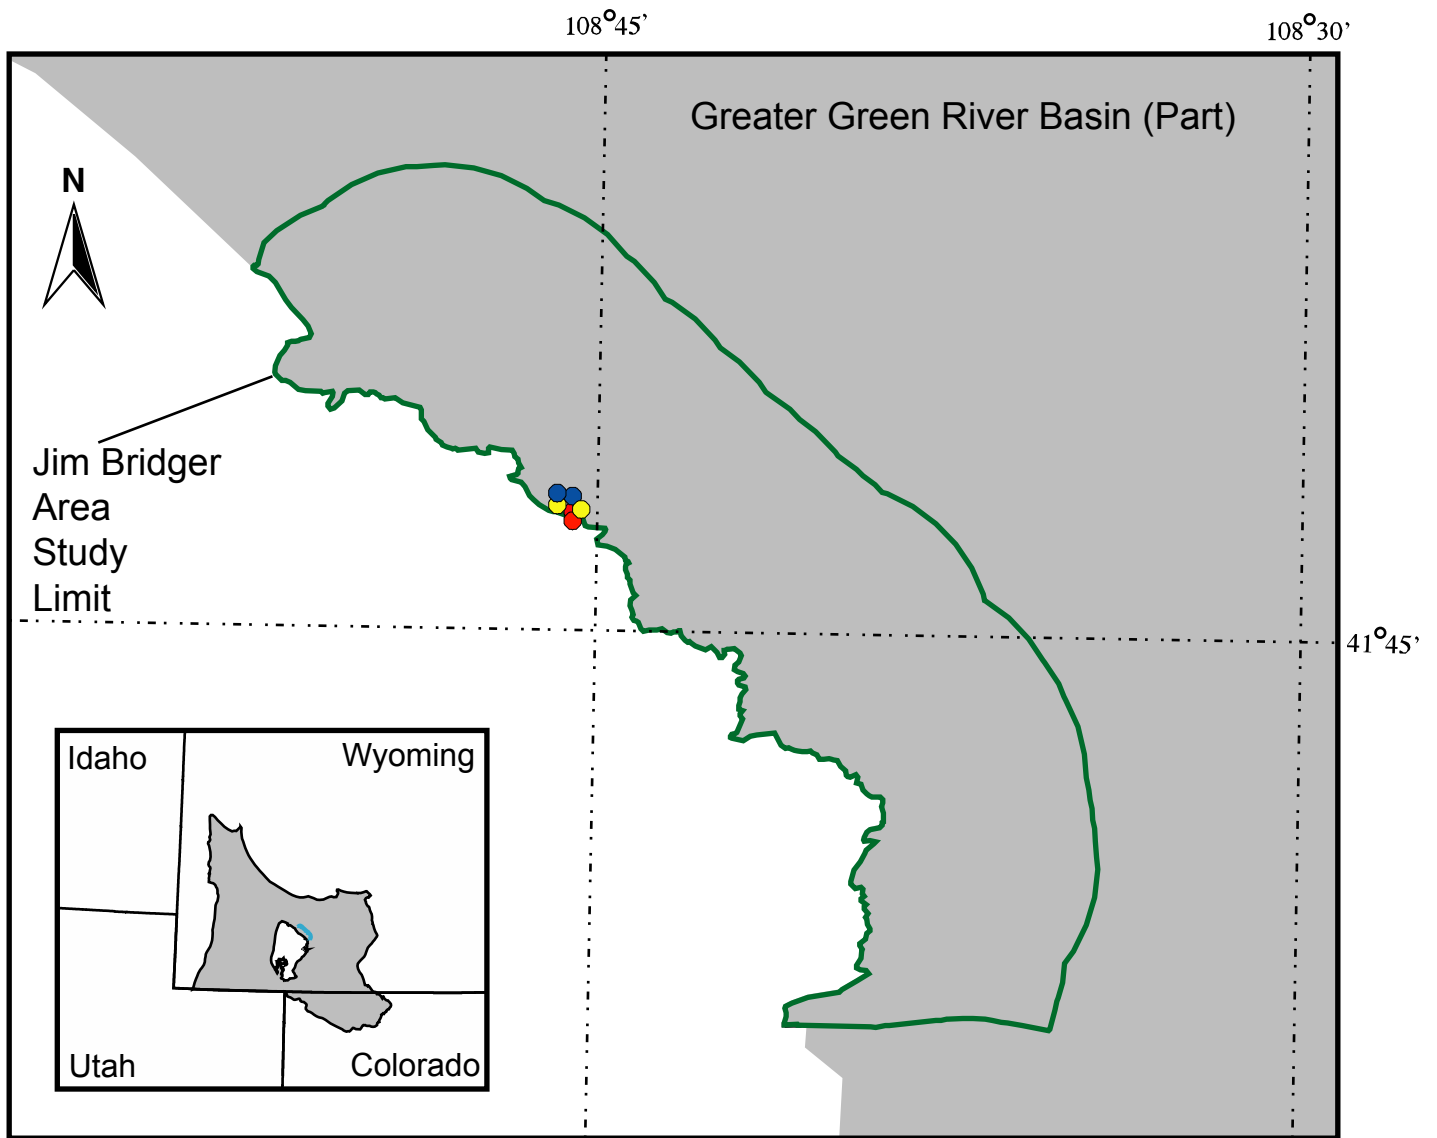 108°45’
108°30’
Greater Green River Basin (Part)
N
Jim Bridger
Area
Study
Limit
41°45’
Idaho
Wyoming
Utah
Colorado